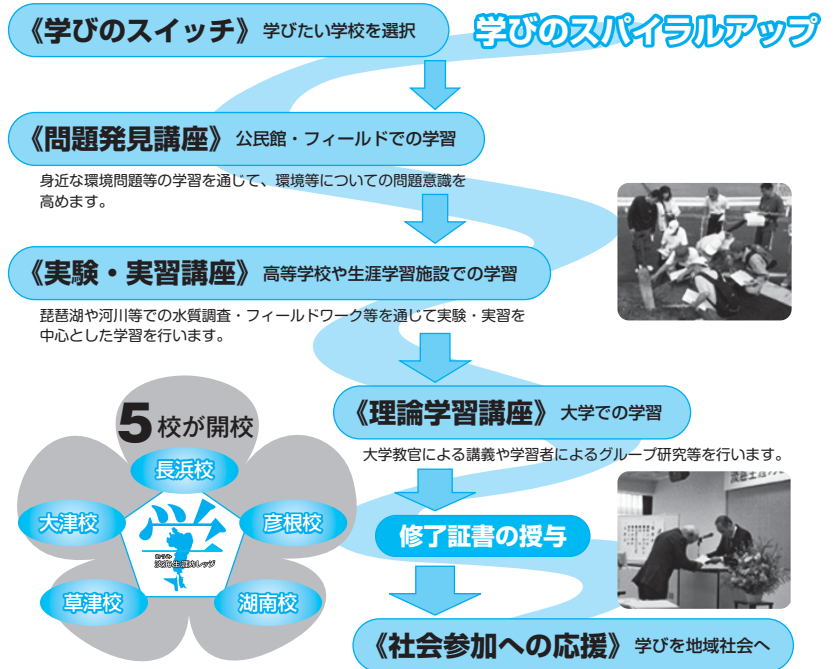 学びのスパイラルアップ
《学びのスイッチ》 学びたい学校を選択
《問題発見講座》 公民館・フィールドでの学習
身近な環境問題等の学習を通じて、環境等についての問題意識を
高めます。
《実験・実習講座》 高等学校や生涯学習施設での学習
琵琶湖や河川等での水質調査・フィールドワーク等を通じて実験・実習を
中心とした学習を行います。
《理論学習講座》 大学での学習
大学教官による講義や学習者によるグループ研究等を行います。
修了証書の授与
《社会参加への応援》 学びを地域社会へ
5校が開校
長浜校
大津校
彦根校
草津校
湖南校
学
淡海生涯カレッジ